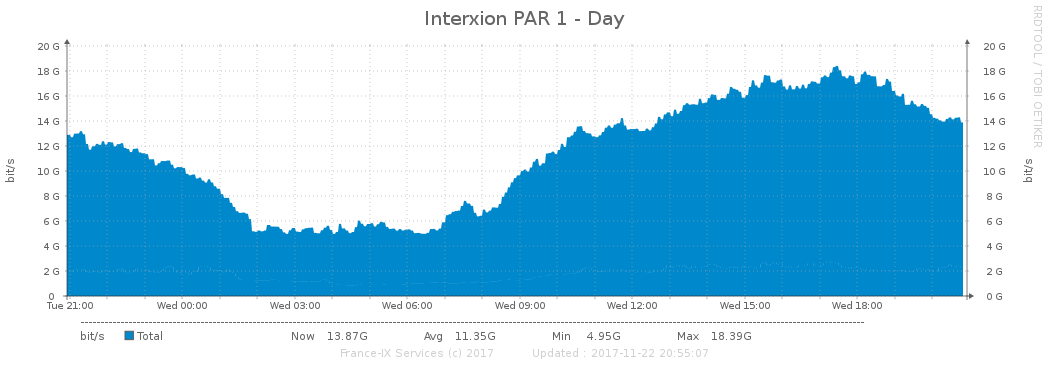 Interxion PAR 1 - Day
RRDTOOL / TOBI OETIKER
20 G 20 G
18 G 18 G
16 G 16 G
14 G 14 G
12 G 12 G
10 G 10 G
8 G 8 G
6 G 6 G
4 G 4 G
2 G 2 G
0 0 G
bit/s bit/s
Tue 21:00 Wed 00:00 Wed 03:00 Wed 06:00 Wed 09:00 Wed 12:00 Wed 15:00 Wed 18:00
bit/s Total Now 13.87G Avg 11.35G Min 4.95G Max 18.39G
France-IX Services (c) 2017 Updated : 2017-11-22 20:55:07